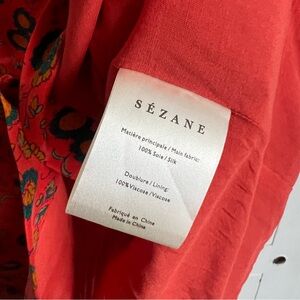 SÉZANE
Matière principale / Main fabric:
100% Soie / Silk
Doublure / Lining:
100% Viscose / Viscose
Fabriqué en Chine
Made in China